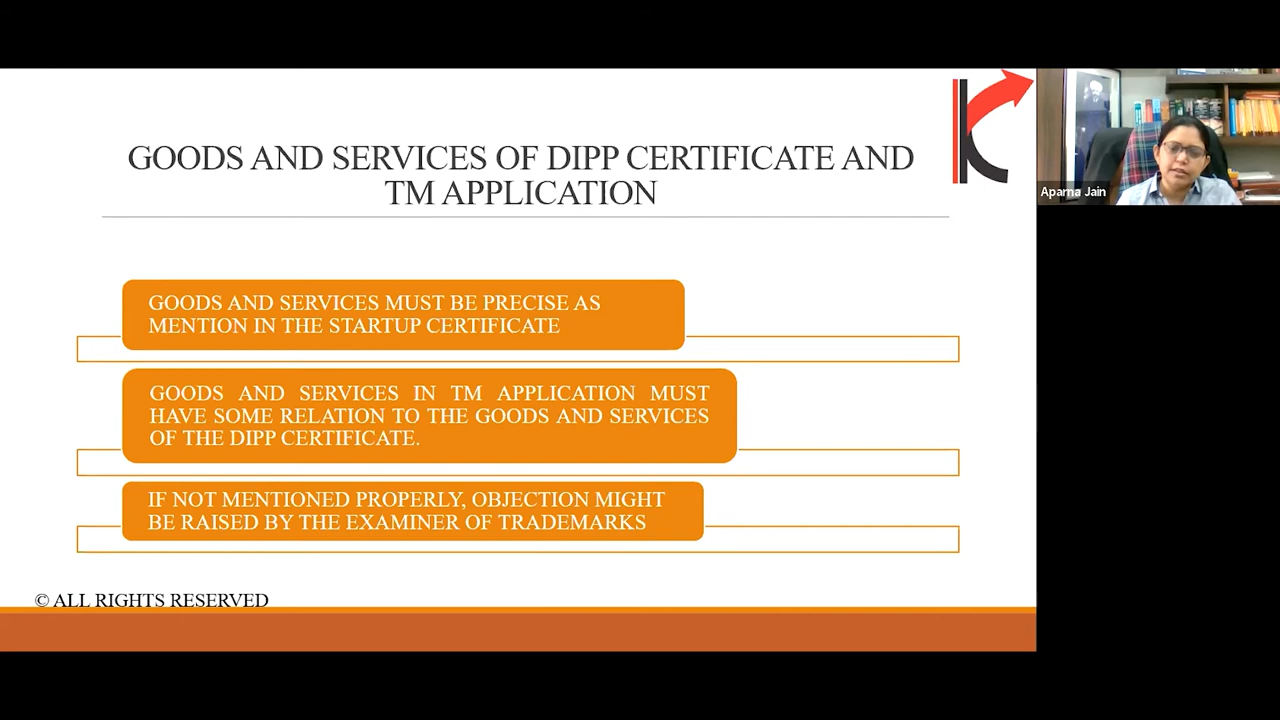 GOODS AND SERVICES OF DIPP CERTIFICATE AND
TM APPLICATION
GOODS AND SERVICES MUST BE PRECISE AS
MENTION IN THE STARTUP CERTIFICATE
GOODS AND SERVICES IN TM APPLICATION MUST
HAVE SOME RELATION TO THE GOODS AND SERVICES
OF THE DIPP CERTIFICATE.
IF NOT MENTIONED PROPERLY, OBJECTION MIGHT
BE RAISED BY THE EXAMINER OF TRADEMARKS
© ALL RIGHTS RESERVED
Aparna Jain